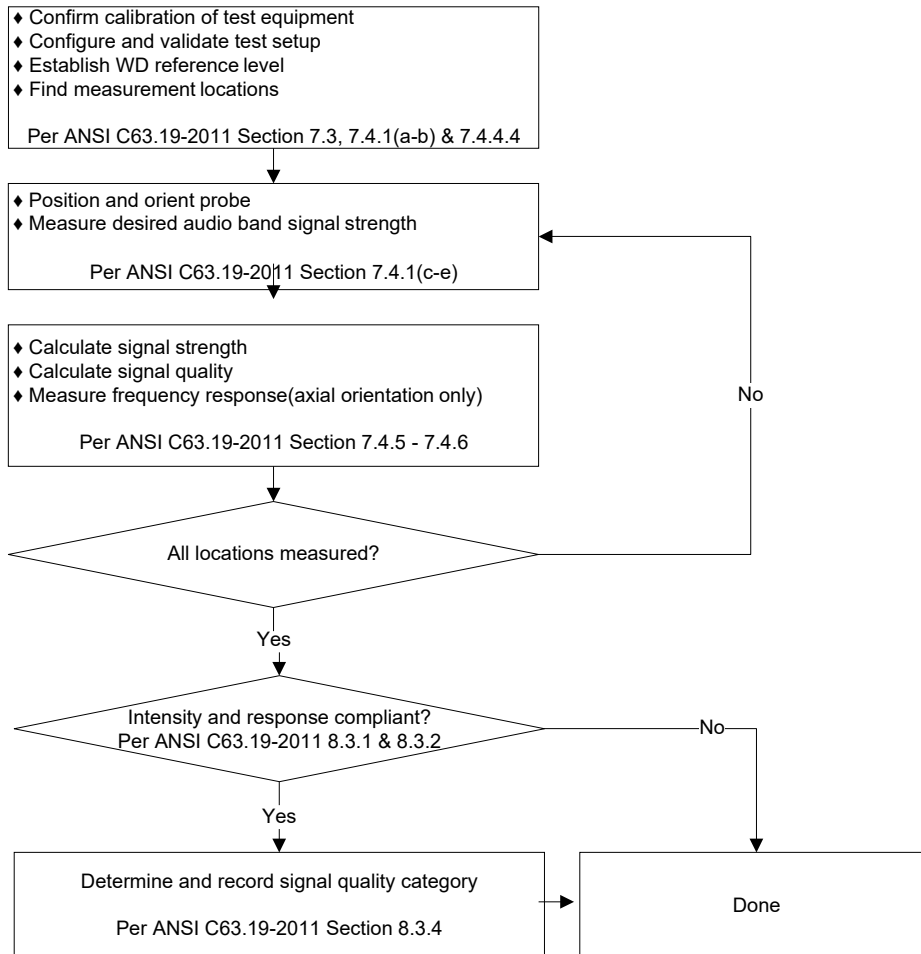 ♦ Confirm calibration of test equipment
♦ Configure and validate test setup
♦ Establish WD reference level
♦ Find measurement locations
Per ANSI C63.19-2011 Section 7.3, 7.4.1(a-b) & 7.4.4.4
♦ Position and orient probe
♦ Measure desired audio band signal strength
Per ANSI C63.19-2011 Section 7.4.1(c-e)
♦ Calculate signal strength
♦ Calculate signal quality
♦ Measure frequency response(axial orientation only)
Per ANSI C63.19-2011 Section 7.4.5 - 7.4.6
No
All locations measured?
Yes
Intensity and response compliant?
Per ANSI C63.19-2011 8.3.1 & 8.3.2
No
Yes
Determine and record signal quality category
Per ANSI C63.19-2011 Section 8.3.4
Done